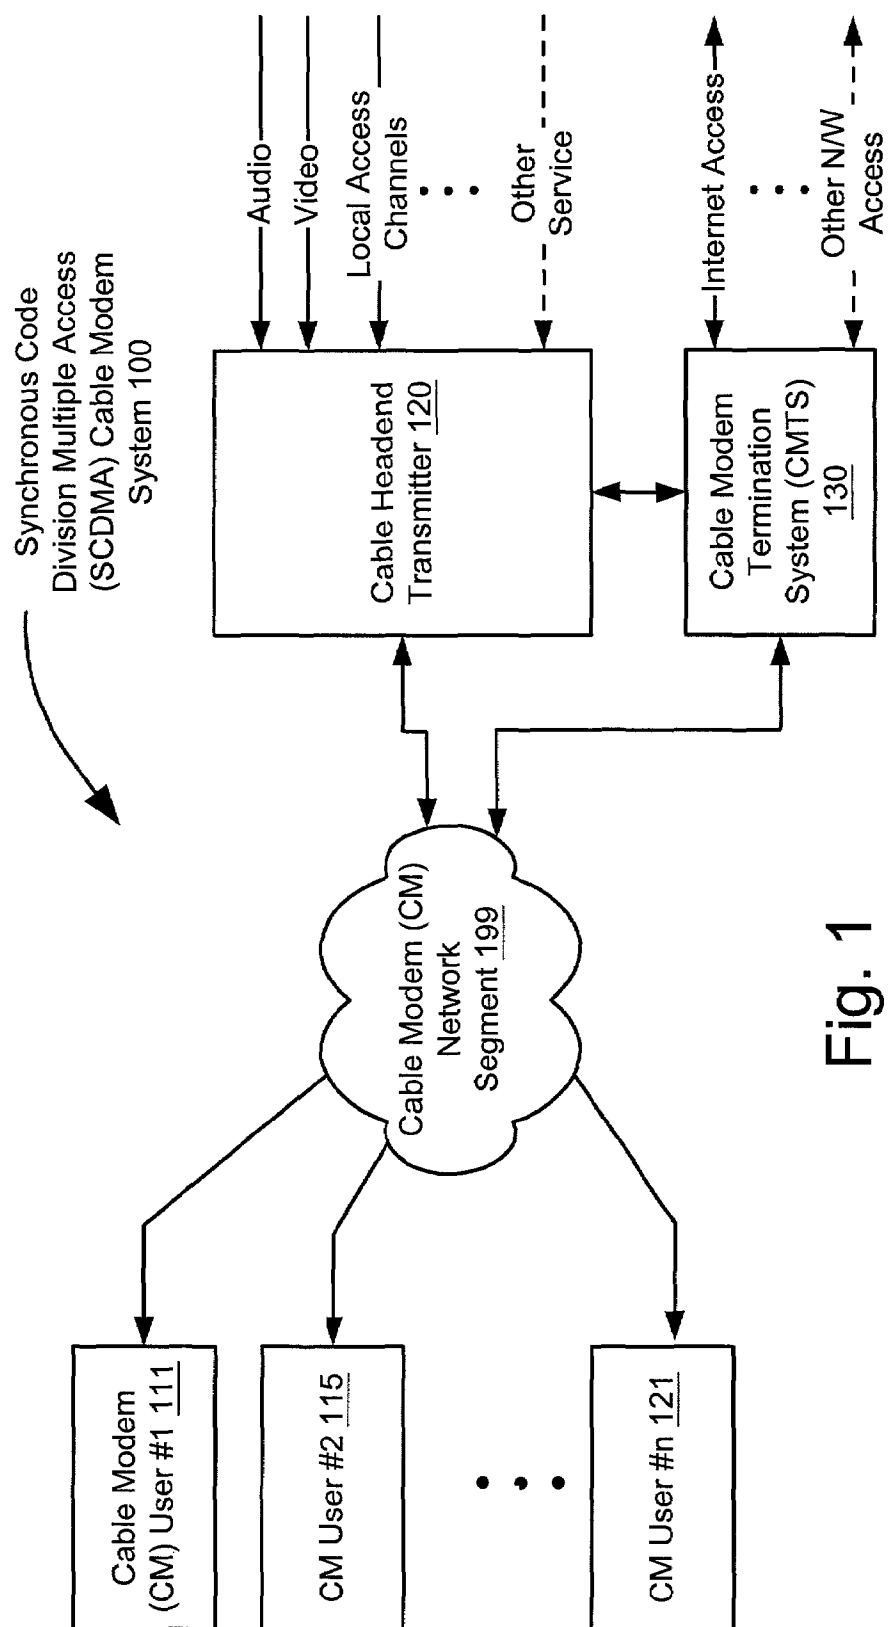 Synchronous Code
Division Multiple Access
(SCDMA) Cable Modem
System 100
Cable Modem
(CM) User #1 111
CM User #2 115
CM User #n 121
Cable Modem (CM)
Network
Segment 199
Cable Headend
Transmitter 120
Cable Modem
Termination
System (CMTS)
130
Audio
Video
Local Access
Channels
Other
Service
Internet Access
Other N/W
Access
Fig. 1